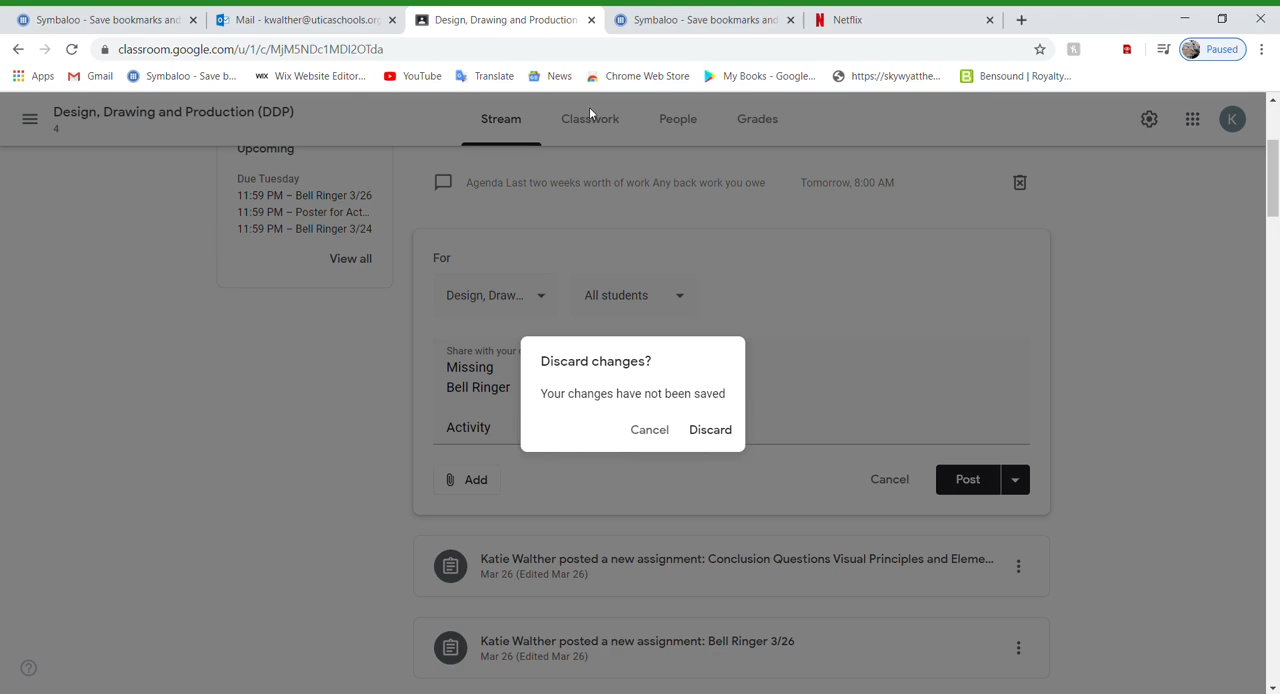 Symbaloo - Save bookmarks and
Mail - kwalther@uticaschools.org
Design, Drawing and Production
Symbaloo - Save bookmarks and
Netflix
classroom.google.com/u/1/c/MjM5NDc1MDI2OTda
Paused
Apps
Gmail
Symbaloo - Save b...
WIX
Wix Website Editor...
YouTube
Translate
News
Chrome Web Store
My Books - Google...
https://skywyatthe...
Bensound | Royalty...
Design, Drawing and Production (DDP)
4
Stream
Classwork
People
Grades
K
Upcoming
Due Tuesday
11:59 PM – Bell Ringer 3/26
11:59 PM – Poster for Act...
11:59 PM – Bell Ringer 3/24
View all
Agenda Last two weeks worth of work Any back work you owe
Tomorrow, 8:00 AM
For
Design, Draw...
All students
Share with your
Missing
Bell Ringer
Activity
Discard changes?
Your changes have not been saved
Cancel
Discard
Add
Cancel
Post
Katie Walther posted a new assignment: Conclusion Questions Visual Principles and Eleme...
Mar 26 (Edited Mar 26)
Katie Walther posted a new assignment: Bell Ringer 3/26
Mar 26 (Edited Mar 26)